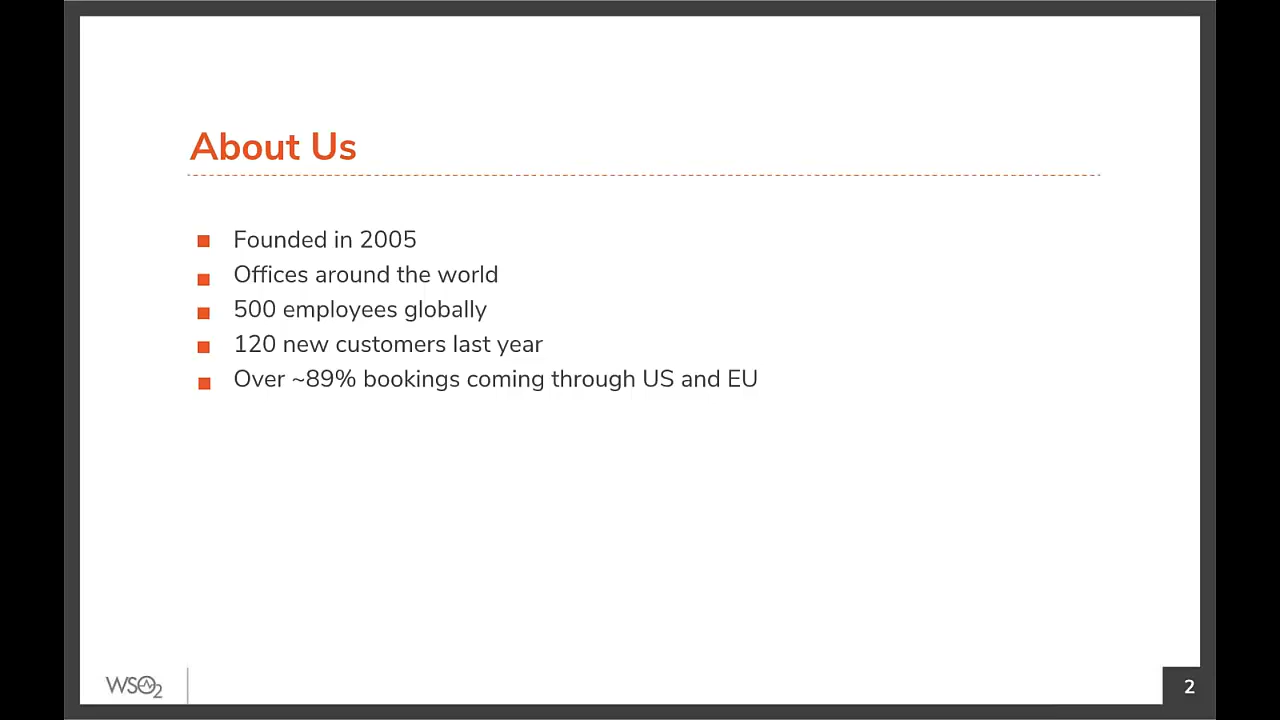 About Us
Founded in 2005
Offices around the world
500 employees globally
120 new customers last year
Over ~89% bookings coming through US and EU
WSO2
2